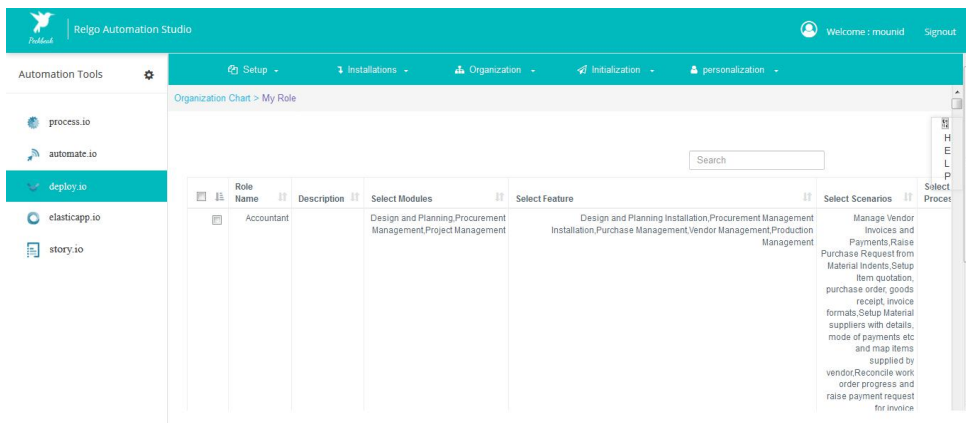 Relgo Automation Studio
Welcome : mounid
Signout
Automation Tools
Setup
Installations
Organization
Initialization
personalization
Organization Chart > My Role
process.io
automate.io
deploy.io
elasticapp.io
story.io
H
E
L
P
Search
Role Name
Description
Select Modules
Select Feature
Select Scenarios
Select
Proces
Accountant
Design and Planning,Procurement
Management,Project Management
Design and Planning Installation,Procurement Management
Installation,Purchase Management,Vendor Management,Production
Management
Manage Vendor
Invoices and
Payments,Raise
Purchase Request from
Material Indents,Setup
Item quotation,
purchase order, goods
receipt, invoice
formats,Setup Material
suppliers with details,
mode of payments etc
and map items
supplied by
vendor,Reconcile work
order progress and
raise payment request
for invoice